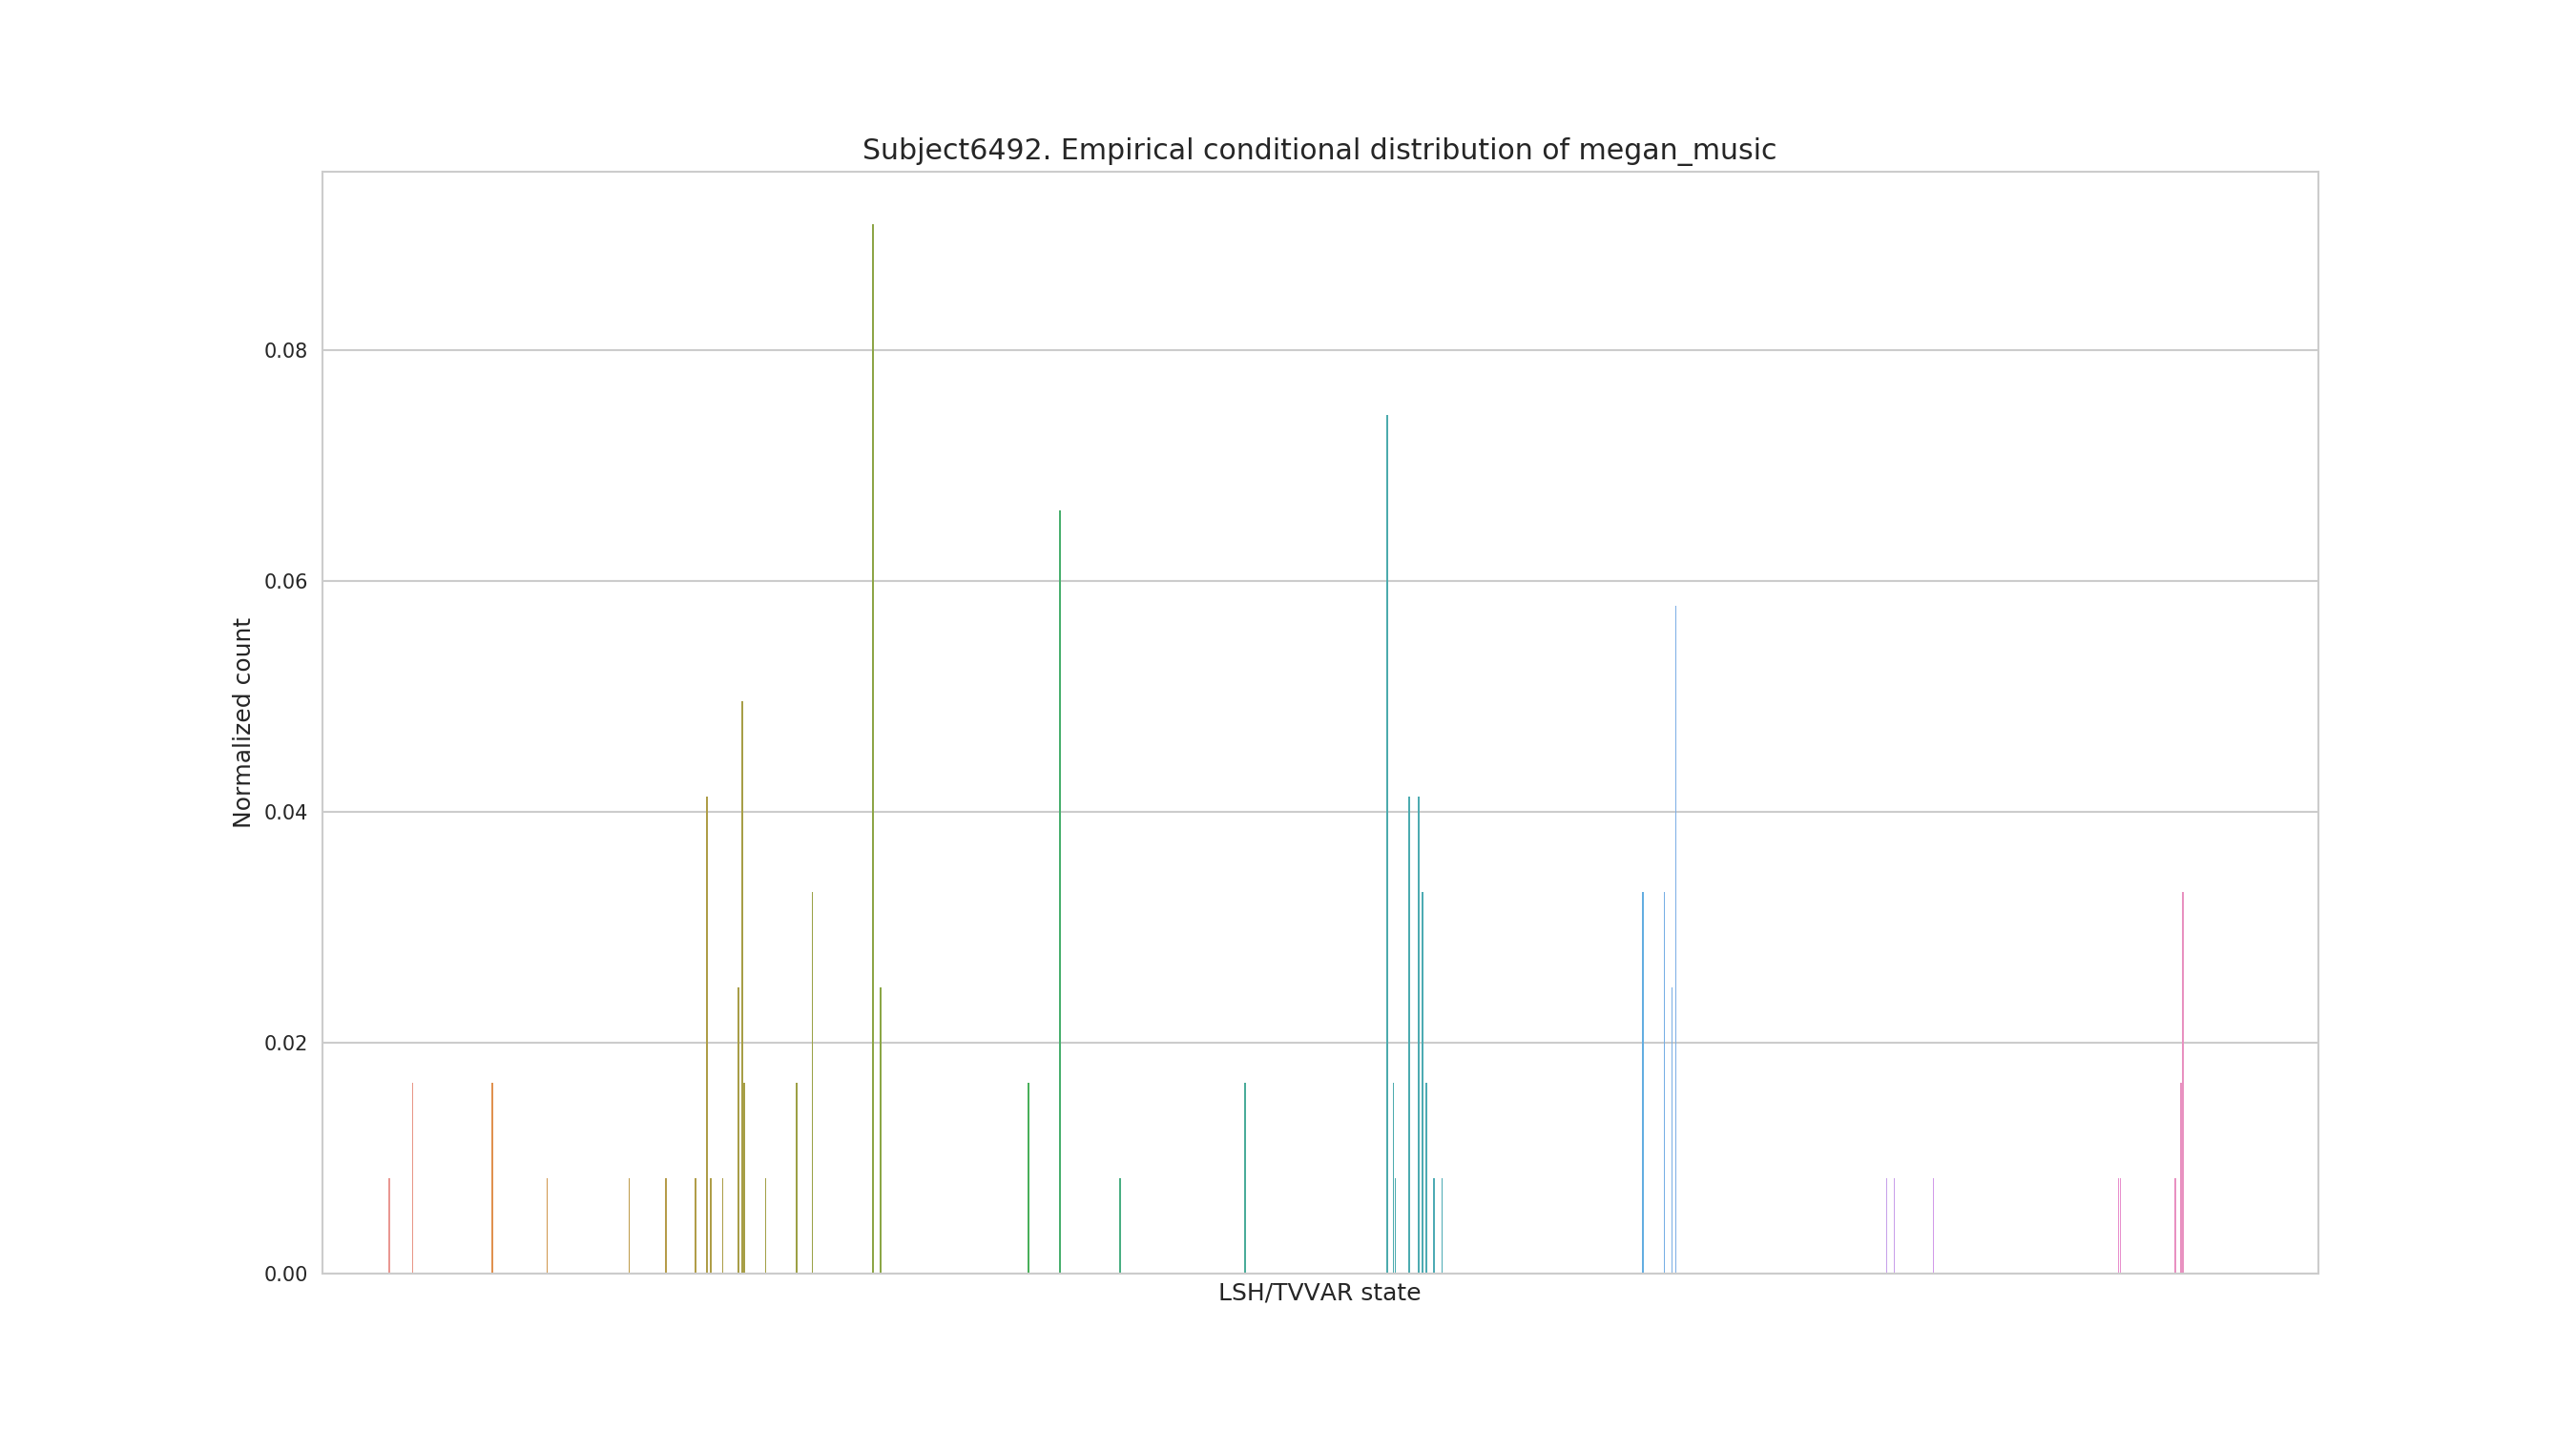 Subject6492. Empirical conditional distribution of megan_music
0.08
0.06
0.04
0.02
0.00
Normalized count
LSH/TVVAR state